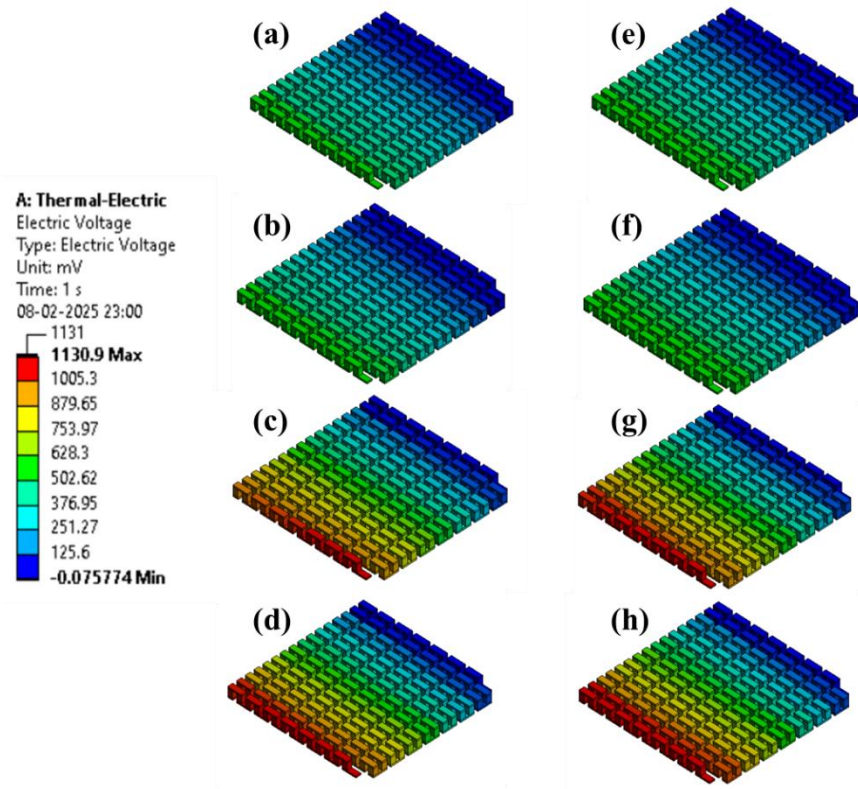 (a)
(e)
A: Thermal-Electric
Electric Voltage
Type: Electric Voltage
Unit: mV
Time: 1 s
08-02-2025 23:00
1131
1130.9 Max
1005.3
879.65
753.97
628.3
502.62
376.95
251.27
125.6
-0.075774 Min
(b)
(f)
(c)
(g)
(d)
(h)